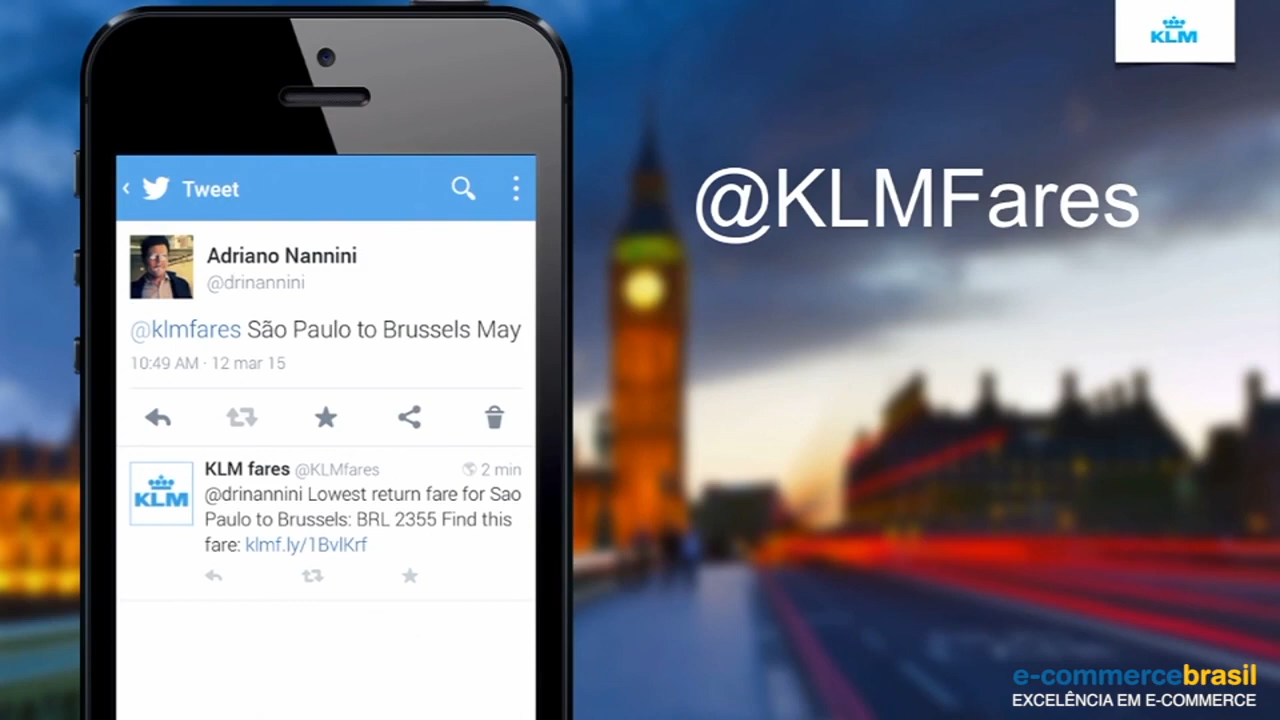 KLM
@KLMFares
Tweet
Adriano Nannini
@drinannini
@klmfares São Paulo to Brussels May
10:49 AM · 12 mar 15
KLM fares @KLMfares 2 min
KLM
@drinannini Lowest return fare for Sao
Paulo to Brussels: BRL 2355 Find this
fare: klmf.ly/1BvlKrf
e-commercebrasil
EXCELÊNCIA EM E-COMMERCE